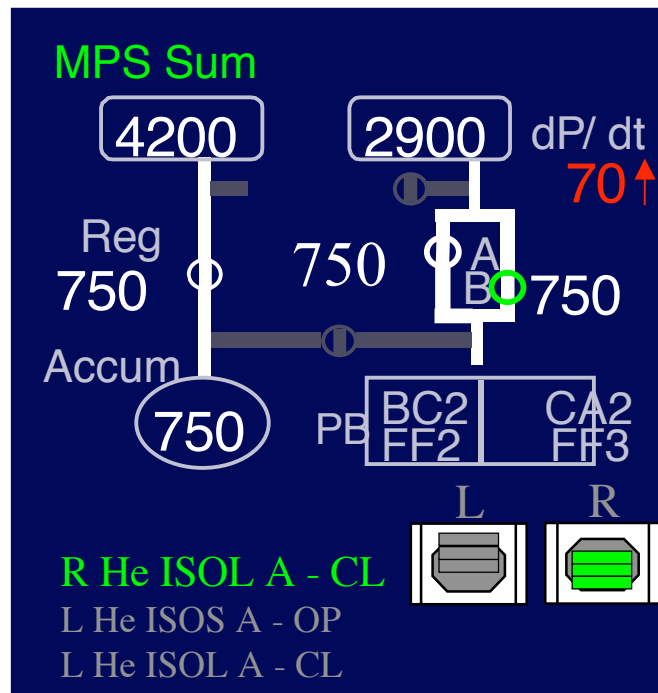 MPS Sum
4200
2900
dP/ dt
70
Reg
750
750
A
B
750
Accum
750
PB
BC2
CA2
FF2
FF3
L
R
R He ISOL A - CL
L He ISOS A - OP
L He ISOL A - CL